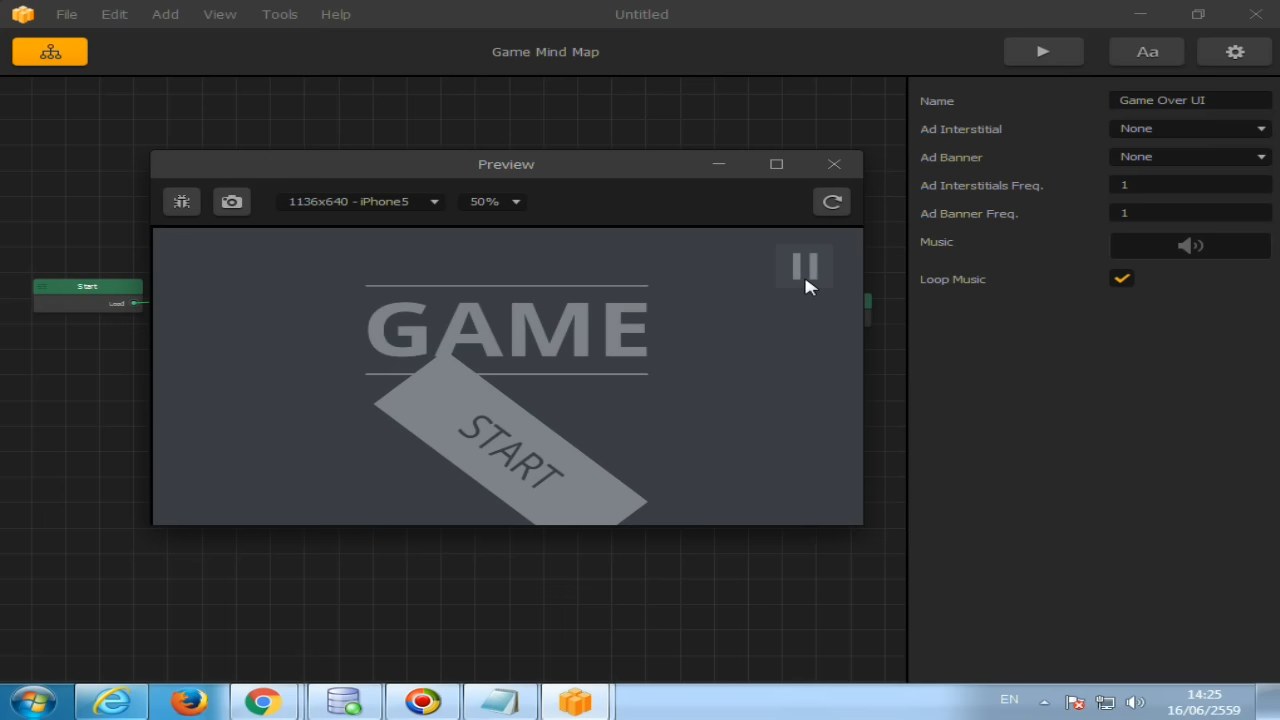 File Edit Add View Tools Help Untitled
Game Mind Map
Aa
Name Game Over UI
Ad Interstitial None
Ad Banner None
Ad Interstitials Freq. 1
Ad Banner Freq. 1
Music
Loop Music
Preview
1136x640 - iPhone5 50%
Start
Load
GAME
START
EN
14:25
16/06/2559